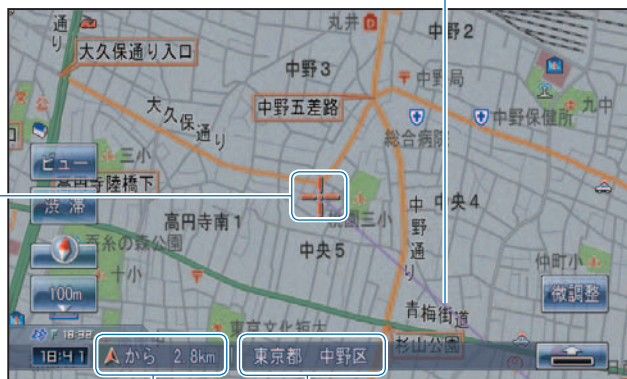 通り
丸井
中野2
大久保通り入口
中野3
中野局
九中
大久保通り
中野五差路
総合病院
中野保健所
ビュー
三小
高円寺陸橋下
渋滞
桃園三小
中央4
高円寺南1
中野通り
中央5
仲町小
十小
100m
微調整
青梅街道
東京文化短大
杉山公園
18:41
から 2.8km
東京都 中野区